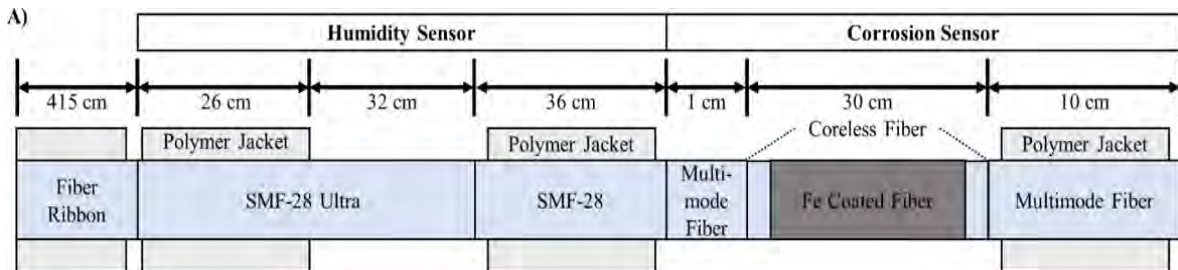 A)
Humidity Sensor Corrosion Sensor
415 cm 26 cm 32 cm 36 cm 1 cm 30 cm 10 cm
Polymer Jacket Polymer Jacket Coreless Fiber Polymer Jacket
Fiber
Ribbon
SMF-28 Ultra
SMF-28
Multi-
mode
Fiber
Fe Coated Fiber
Multimode Fiber